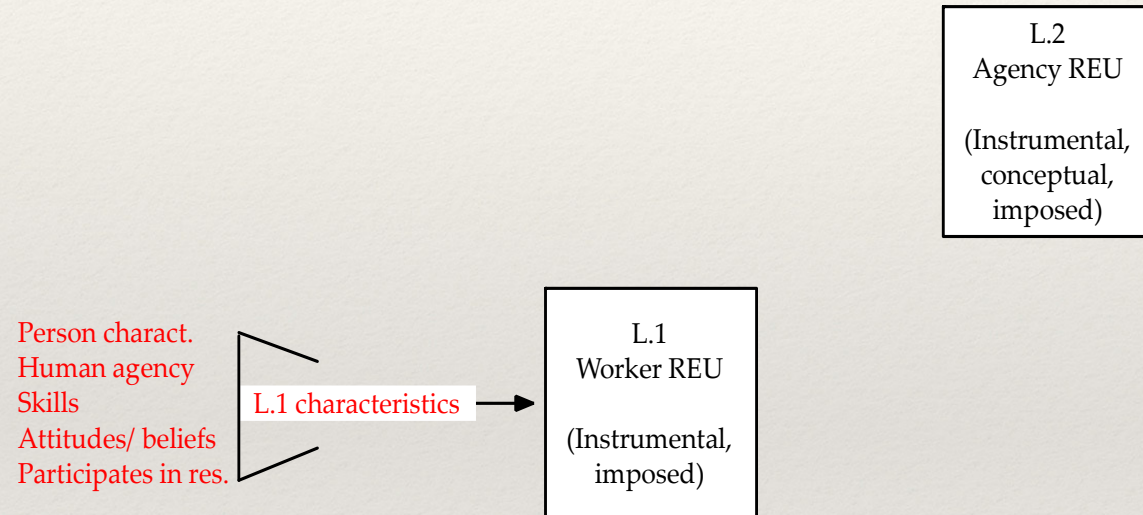 L.2
Agency REU
(Instrumental,
conceptual,
imposed)
Person charact.
Human agency
Skills
Attitudes/ beliefs
Participates in res.
L.1 characteristics
L.1
Worker REU
(Instrumental,
imposed)